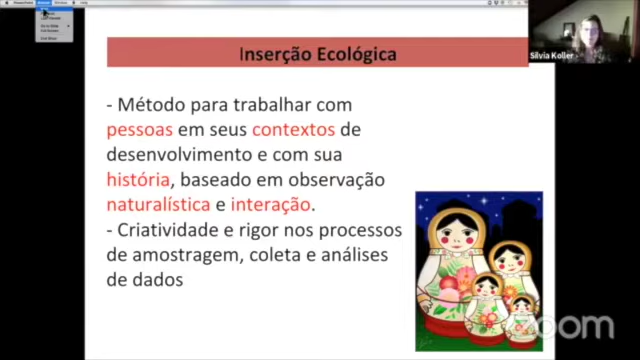 Inserção Ecológica
Silvia Koller
- Método para trabalhar com
pessoas em seus contextos de
desenvolvimento e com sua
história, baseado em observação
naturalística e interação.
- Criatividade e rigor nos processos
de amostragem, coleta e análises
de dados
zoom